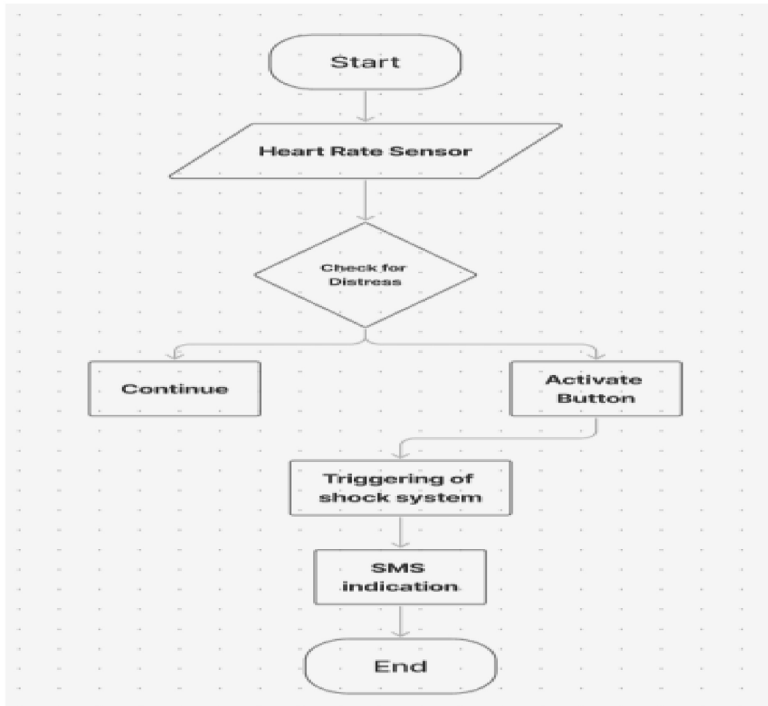 Start
Heart Rate Sensor
Check for
Distress
Continue
Activate
Button
Triggering of
shock system
SMS
indication
End